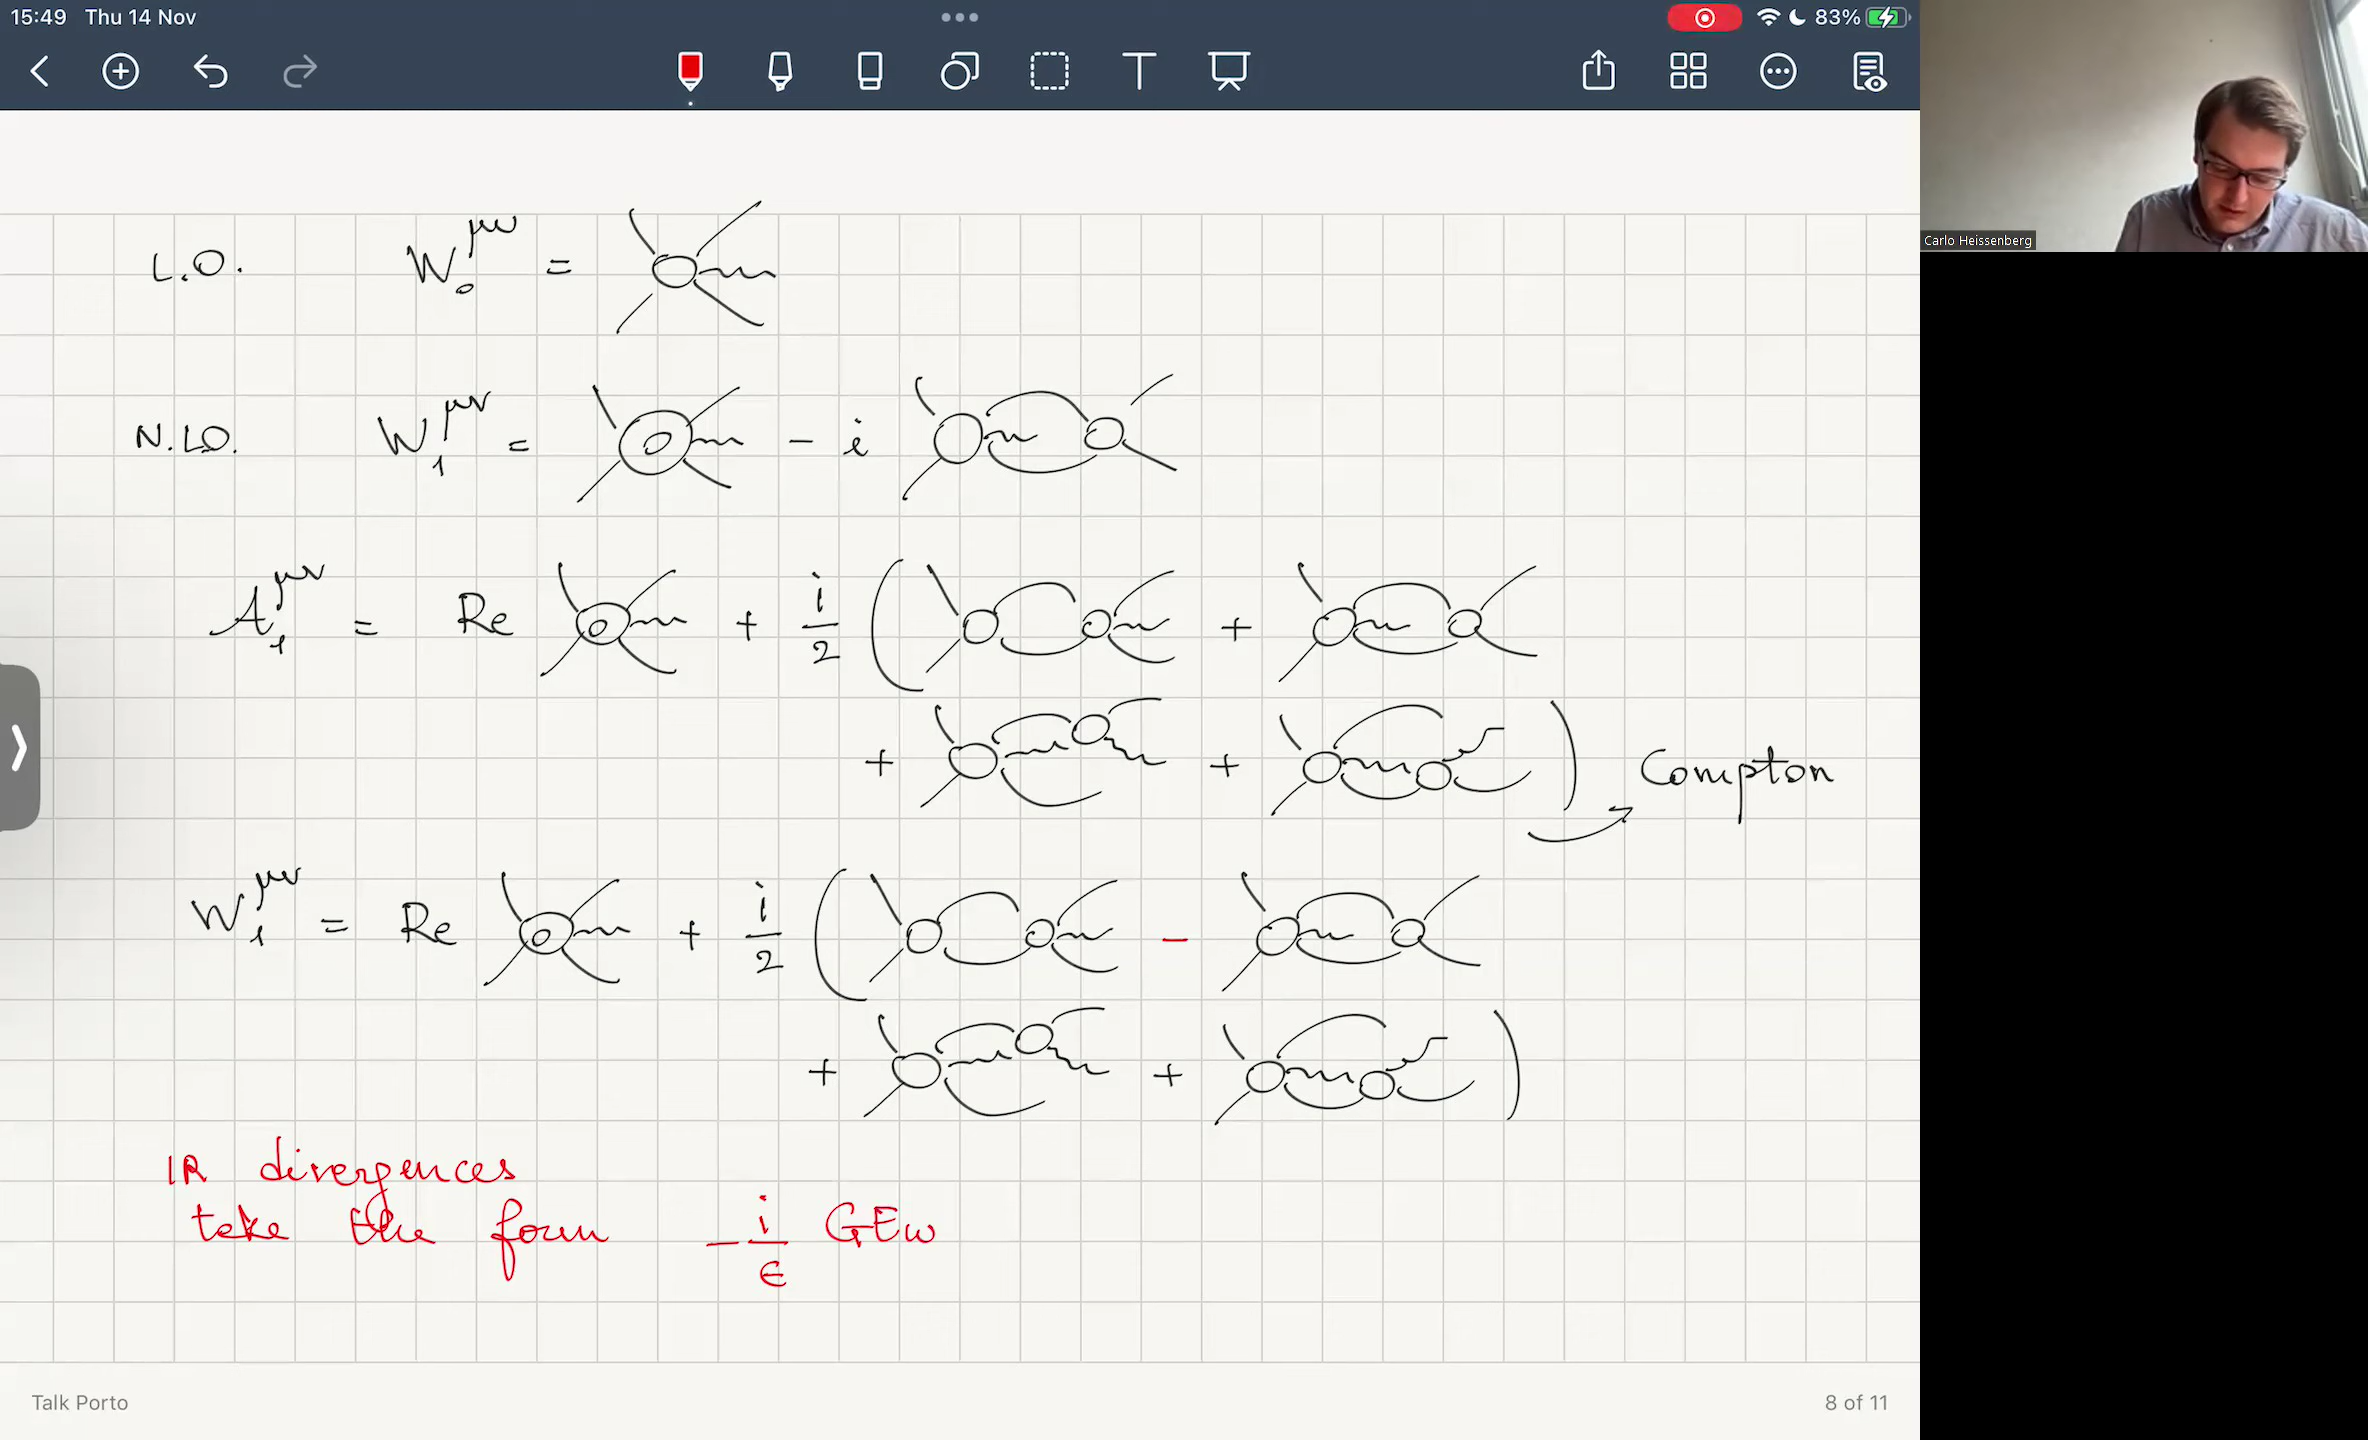 15:49 Thu 14 Nov
83%
Carlo Heissenberg
L.O. W₀^μν =
N.LO. W₁^μν = - i
A₁^μν = Re + i/2 ( +
+ + ) Compton
W₁^μν = Re + i/2 ( -
+ + )
IR divergences
take the form - i/ϵ GEω
Talk Porto
8 of 11